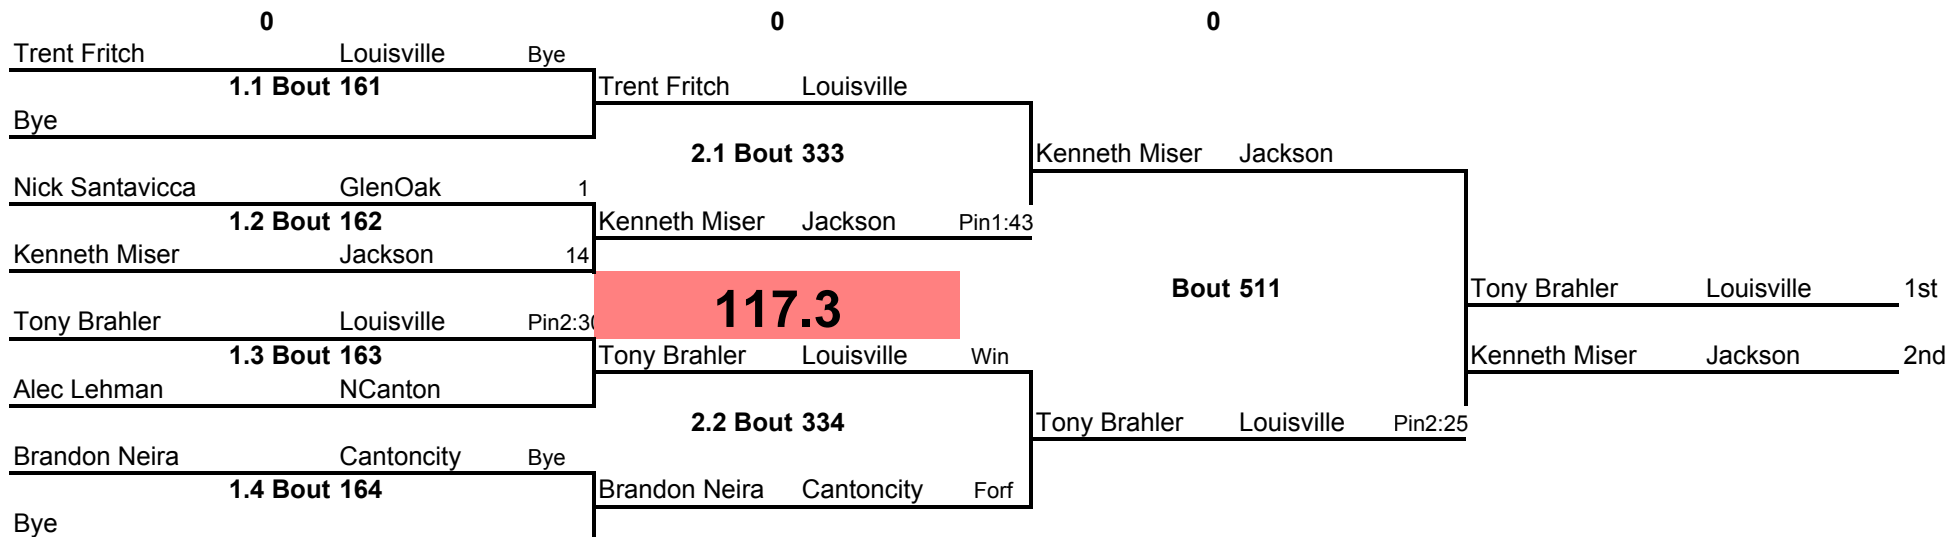 0 0 0
Trent Fritch Louisville Bye
1.1 Bout 161 Trent Fritch Louisville
Bye
2.1 Bout 333 Kenneth Miser Jackson
Nick Santavicca GlenOak 1
1.2 Bout 162 Kenneth Miser Jackson Pin1:43
Kenneth Miser Jackson 14
117.3 Bout 511 Tony Brahler Louisville 1st
Tony Brahler Louisville Pin2:30
1.3 Bout 163 Tony Brahler Louisville Win Kenneth Miser Jackson 2nd
Alec Lehman NCanton
2.2 Bout 334 Tony Brahler Louisville Pin2:25
Brandon Neira Cantoncity Bye
1.4 Bout 164 Brandon Neira Cantoncity Forf
Bye